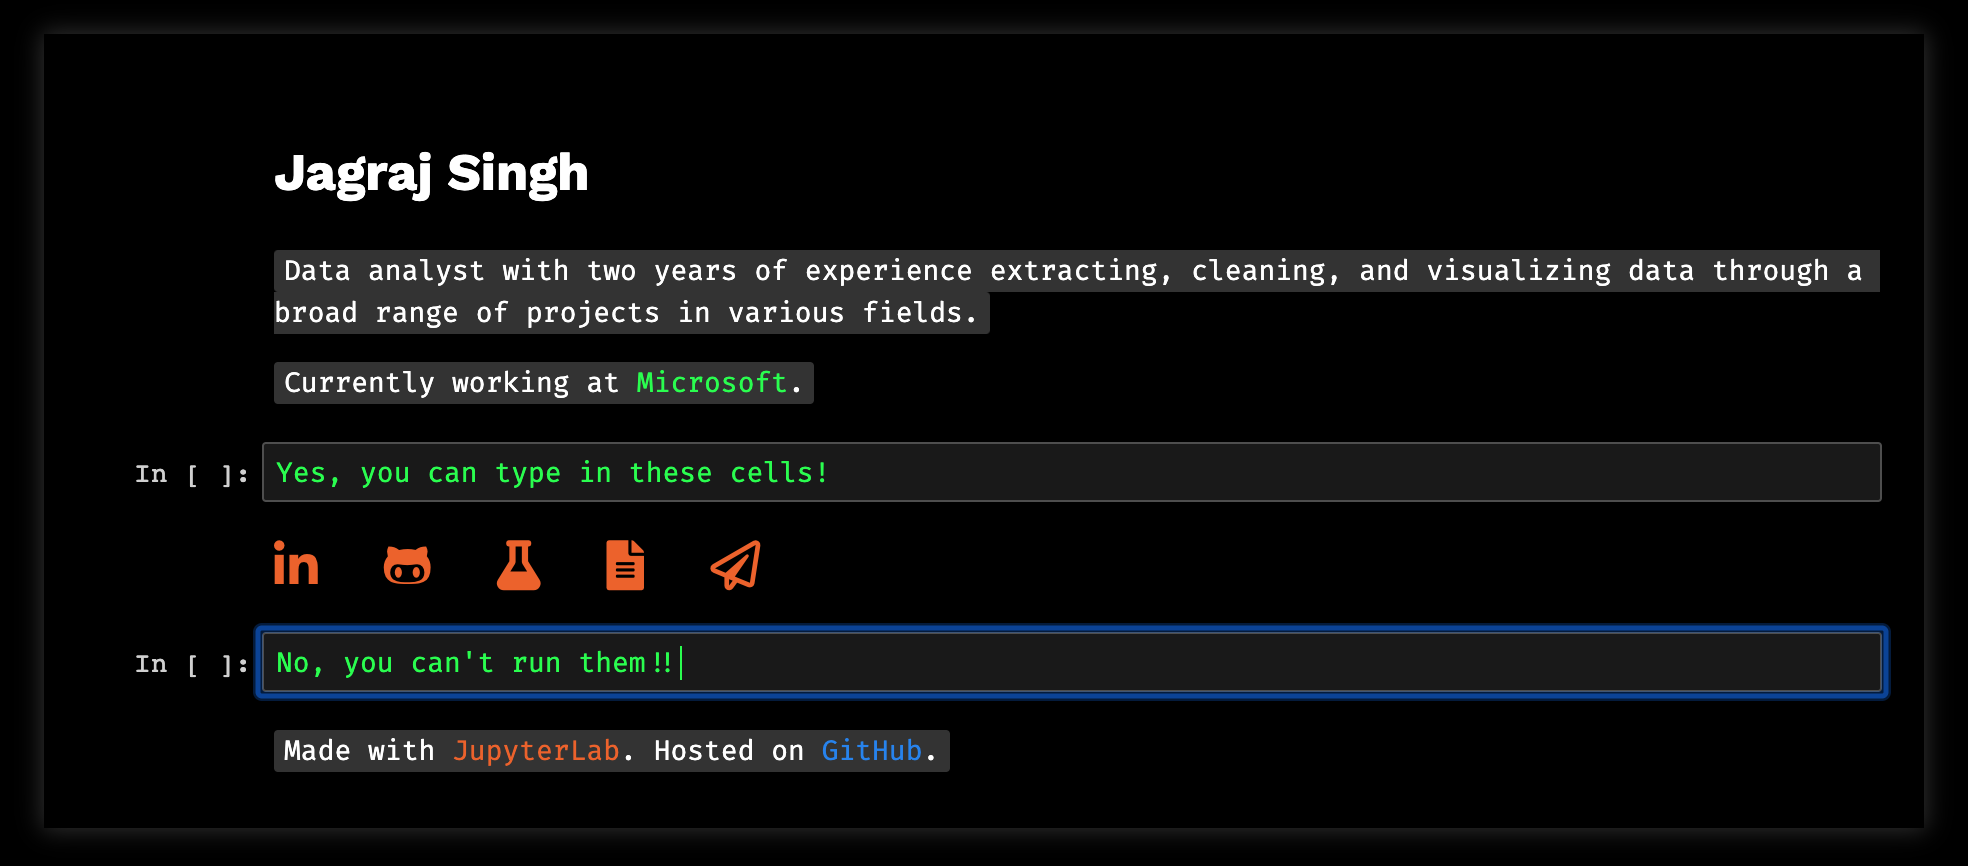 Jagraj Singh
Data analyst with two years of experience extracting, cleaning, and visualizing data through a
broad range of projects in various fields.
Currently working at Microsoft.
In [ ]: Yes, you can type in these cells!
in
In [ ]: No, you can't run them!!
Made with JupyterLab. Hosted on GitHub.